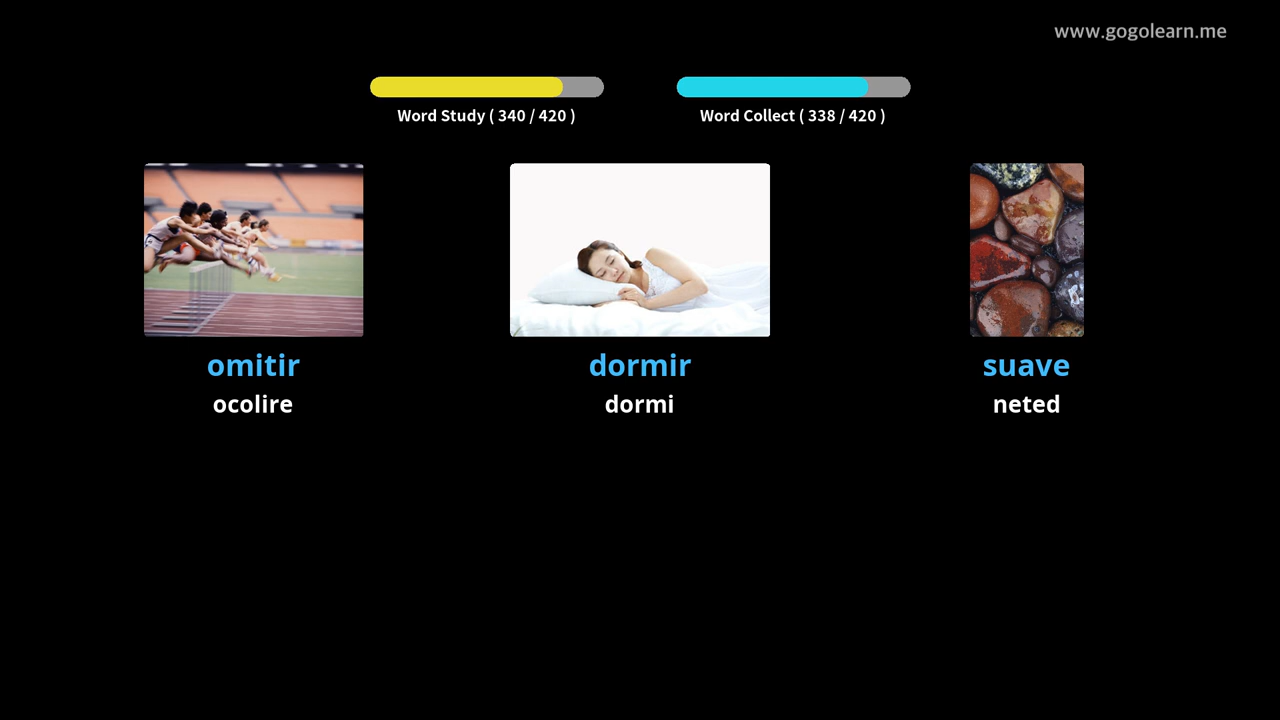 www.gogolearn.me
Word Study ( 340 / 420 )
Word Collect ( 338 / 420 )
omitir
ocolire
dormir
dormi
suave
neted